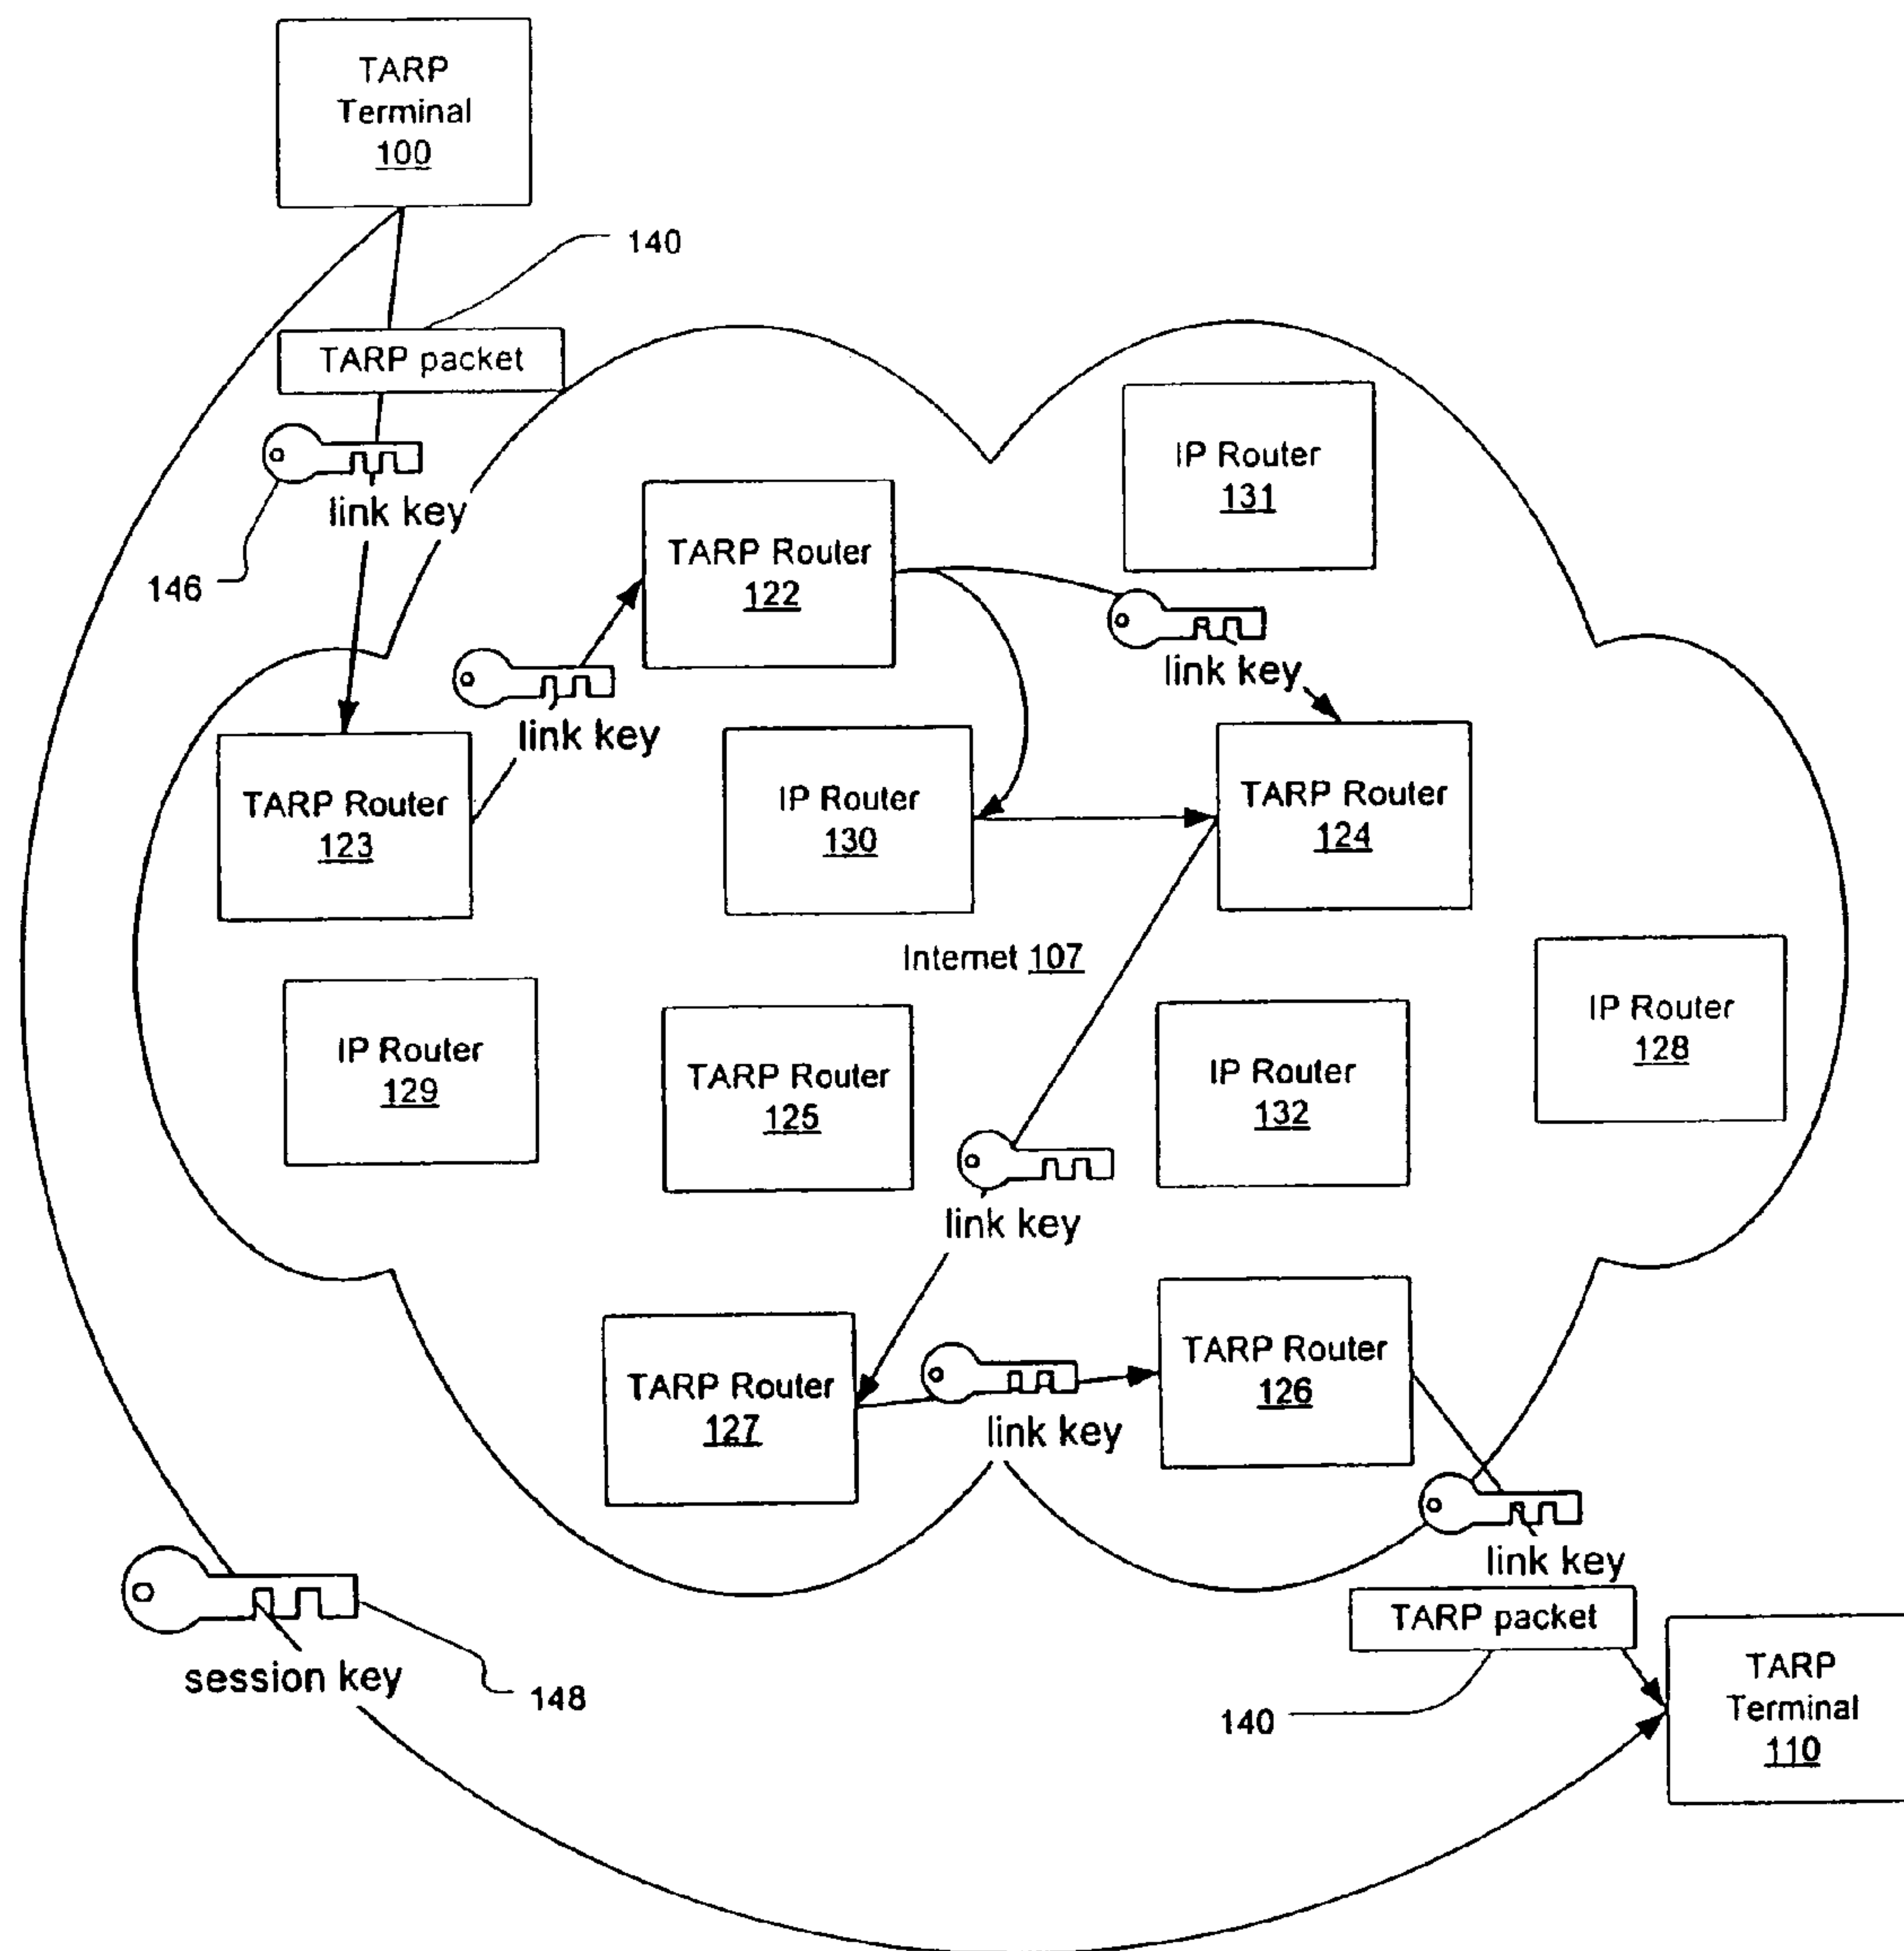 TARP
Terminal
100
140
TARP packet
link key
146
IP Router
131
TARP Router
122
link key
link key
TARP Router
123
IP Router
130
TARP Router
124
Internet 107
IP Router
129
TARP Router
125
IP Router
132
IP Router
128
link key
TARP Router
127
link key
TARP Router
126
link key
session key
148
TARP packet
140
TARP
Terminal
110